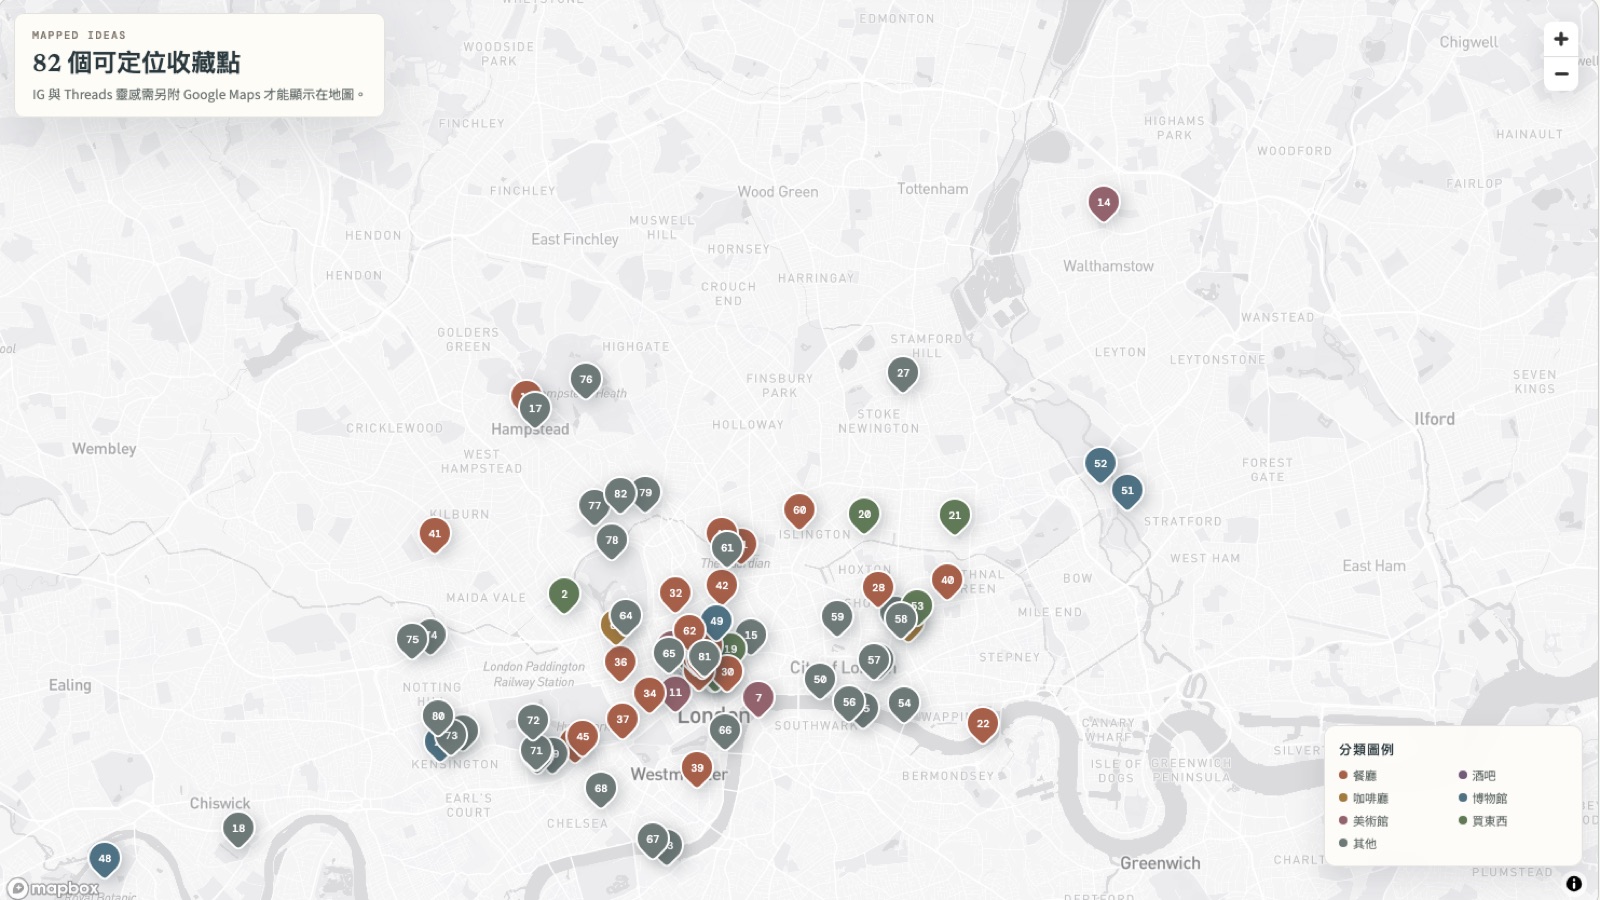 WHETSTONE
EDMONTON
MAPPED IDEAS
82 個可定位收藏點
IG 與 Threads 靈感需另附 Google Maps 才能顯示在地圖。
WOODSIDE
PARK
Chigwell
+
−
FINCHLEY
HIGHAMS
PARK
HAINAULT
WOODFORD
FINCHLEY
Wood Green
Tottenham
FAIRLOP
14
MUSWELL
HILL
HENDON
East Finchley
HORNSEY
HENDON
HARRINGAY
Walthamstow
CROUCH
END
WANSTEAD
GOLDERS
GREEN
HIGHGATE
STAMFORD
HILL
LEYTON
LEYTONSTONE
76
FINSBURY
PARK
27
SEVEN
KINGS
17
Hampstead
CRICKLEWOOD
HOLLOWAY
STOKE
NEWINGTON
Ilford
Wembley
WEST
HAMPSTEAD
52
FOREST
GATE
51
77
82
79
60
20
21
KILBURN
41
78
61
ISLINGTON
STRATFORD
The Guardian
WEST HAM
East Ham
HOXTON
BOW
2
32
42
28
40
MAIDA VALE
MILE END
64
49
59
53
58
75
62
15
65
81
19
London Paddington
Railway Station
36
30
57
STEPNEY
Ealing
NOTTING
34
11
7
50
56
54
80
72
37
London
SOUTHWARK
WAPPING
22
CANARY
WHARF
73
71
45
66
KENSINGTON
39
BERMONDSEY
ISLE OF
DOGS
GREENWICH
PENINSULA
分類圖例
餐廳
酒吧
咖啡廳
博物館
美術館
買東西
其他
68
EARL'S
COURT
CHELSEA
Chiswick
18
67
48
Greenwich
PLUMSTEAD
mapbox
DEPTFORD